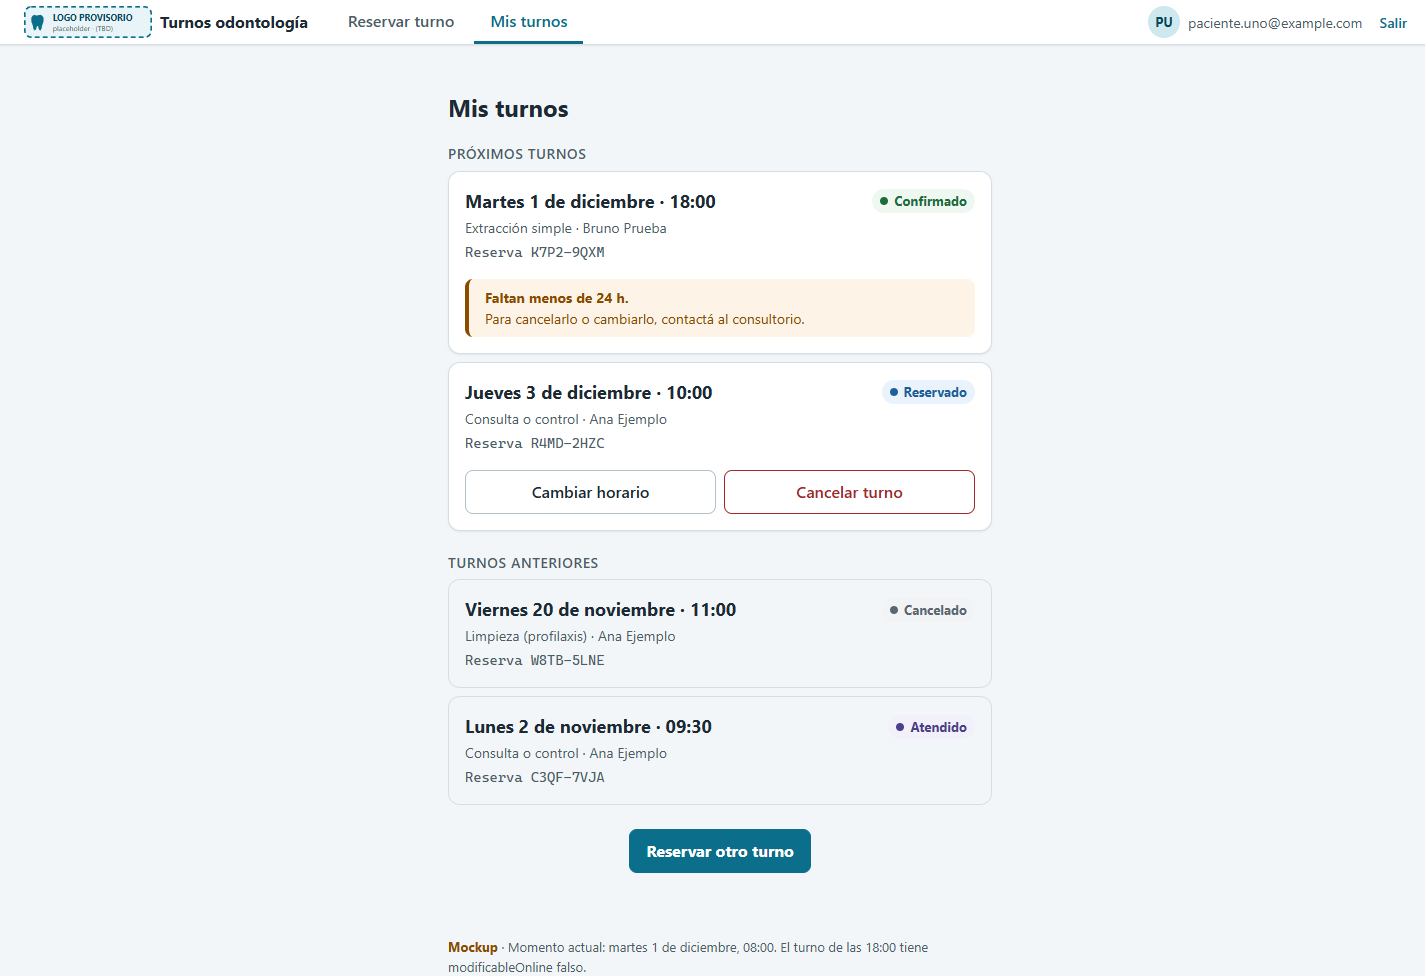 LOGO PROVISORIO
placeholder · (TBD)
Turnos odontología
Reservar turno
Mis turnos
PU
paciente.uno@example.com
Salir
Mis turnos
PRÓXIMOS TURNOS
Martes 1 de diciembre · 18:00
Confirmado
Extracción simple · Bruno Prueba
Reserva K7P2-9QXM
Faltan menos de 24 h.
Para cancelarlo o cambiarlo, contactá al consultorio.
Jueves 3 de diciembre · 10:00
Reservado
Consulta o control · Ana Ejemplo
Reserva R4MD-2HZC
Cambiar horario
Cancelar turno
TURNOS ANTERIORES
Viernes 20 de noviembre · 11:00
Cancelado
Limpieza (profilaxis) · Ana Ejemplo
Reserva W8TB-5LNE
Lunes 2 de noviembre · 09:30
Atendido
Consulta o control · Ana Ejemplo
Reserva C3QF-7VJA
Reservar otro turno
Mockup · Momento actual: martes 1 de diciembre, 08:00. El turno de las 18:00 tiene
modificableOnline falso.